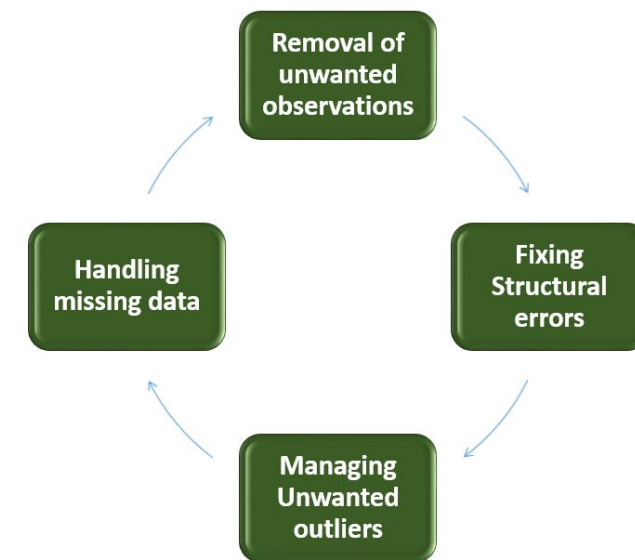 Removal of
unwanted
observations
Fixing
Structural
errors
Managing
Unwanted
outliers
Handling
missing data